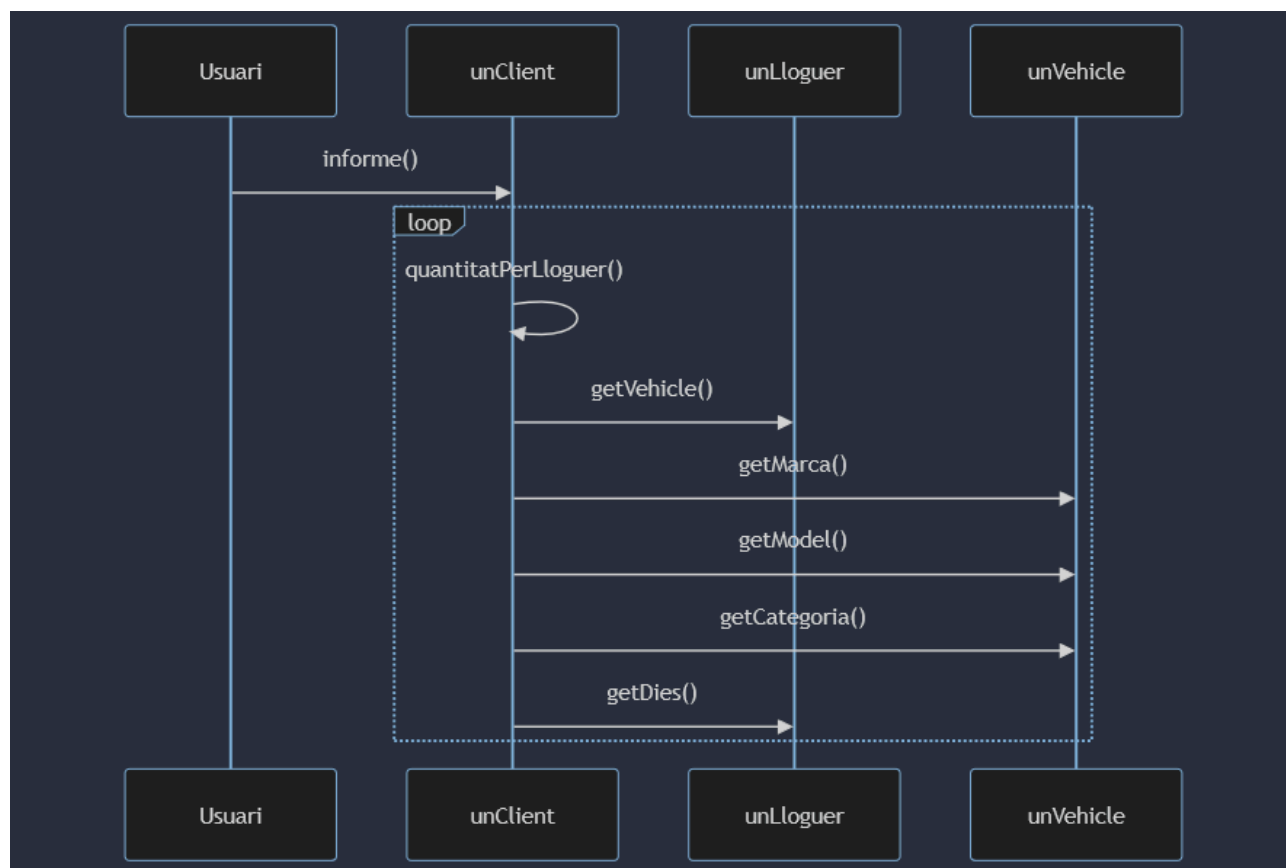 Usuari
unClient
unLloguer
unVehicle
informe()
loop
quantitatPerLloguer()
getVehicle()
getMarca()
getModel()
getCategoria()
getDies()
Usuari
unClient
unLloguer
unVehicle